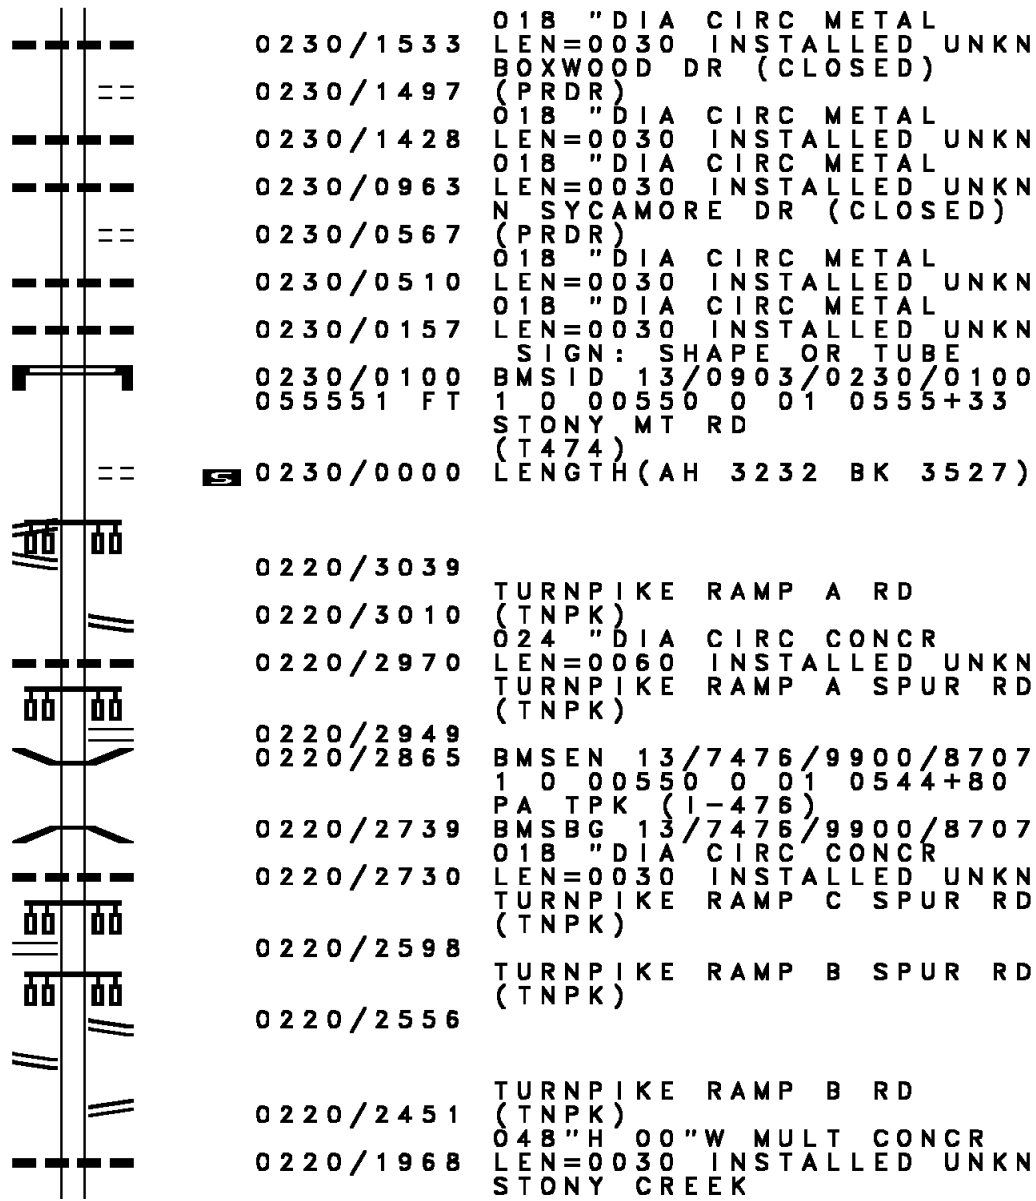 018 "DIA CIRC METAL
0230/1533 LEN=0030 INSTALLED UNKN
BOXWOOD DR (CLOSED)
0230/1497 (PRDR)
018 "DIA CIRC METAL
0230/1428 LEN=0030 INSTALLED UNKN
018 "DIA CIRC METAL
0230/0963 LEN=0030 INSTALLED UNKN
N SYCAMORE DR (CLOSED)
0230/0567 (PRDR)
018 "DIA CIRC METAL
0230/0510 LEN=0030 INSTALLED UNKN
018 "DIA CIRC METAL
0230/0157 LEN=0030 INSTALLED UNKN
SIGN: SHAPE OR TUBE
0230/0100 BMSID 13/0903/0230/0100
055551 FT 1 0 00550 0 01 0555+33
STONY MT RD
(T474)
S 0230/0000 LENGTH(AH 3232 BK 3527)
0220/3039
TURNPIKE RAMP A RD
0220/3010 (TNPK)
024 "DIA CIRC CONCR
0220/2970 LEN=0060 INSTALLED UNKN
TURNPIKE RAMP A SPUR RD
(TNPK)
0220/2949
0220/2865 BMSEN 13/7476/9900/8707
1 0 00550 0 01 0544+80
PA TPK (I-476)
0220/2739 BMSBG 13/7476/9900/8707
018 "DIA CIRC CONCR
0220/2730 LEN=0030 INSTALLED UNKN
TURNPIKE RAMP C SPUR RD
(TNPK)
0220/2598
TURNPIKE RAMP B SPUR RD
(TNPK)
0220/2556
TURNPIKE RAMP B RD
0220/2451 (TNPK)
048"H 00"W MULT CONCR
0220/1968 LEN=0030 INSTALLED UNKN
STONY CREEK